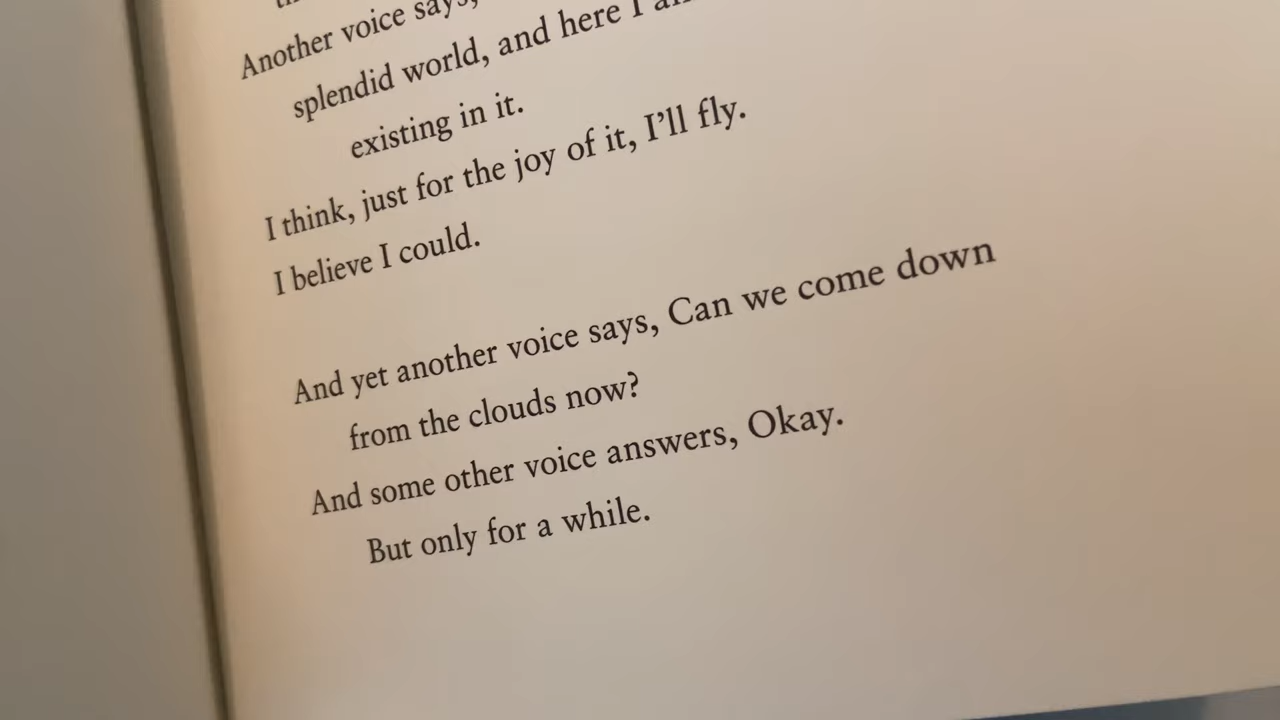 Another voice says,
splendid world, and here I
existing in it.
I think, just for the joy of it, I'll fly.
I believe I could.
And yet another voice says, Can we come down
from the clouds now?
And some other voice answers, Okay.
But only for a while.